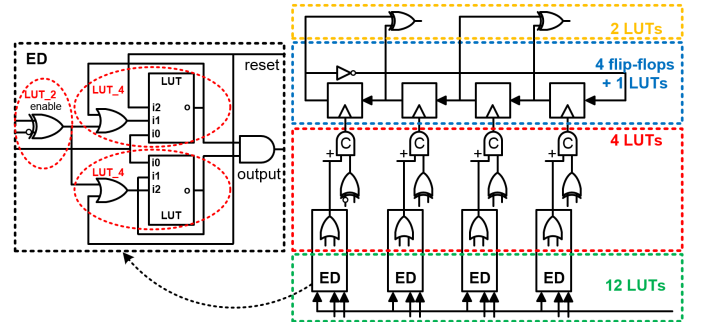 ED
reset
LUT_2
enable
LUT_4
LUT
i2
o
i1
i0
LUT_4
i0
i1
i2
o
LUT
output
2 LUTs
4 flip-flops
+ 1 LUTs
4 LUTs
C
C
C
C
+
+
+
+
ED
ED
ED
ED
12 LUTs